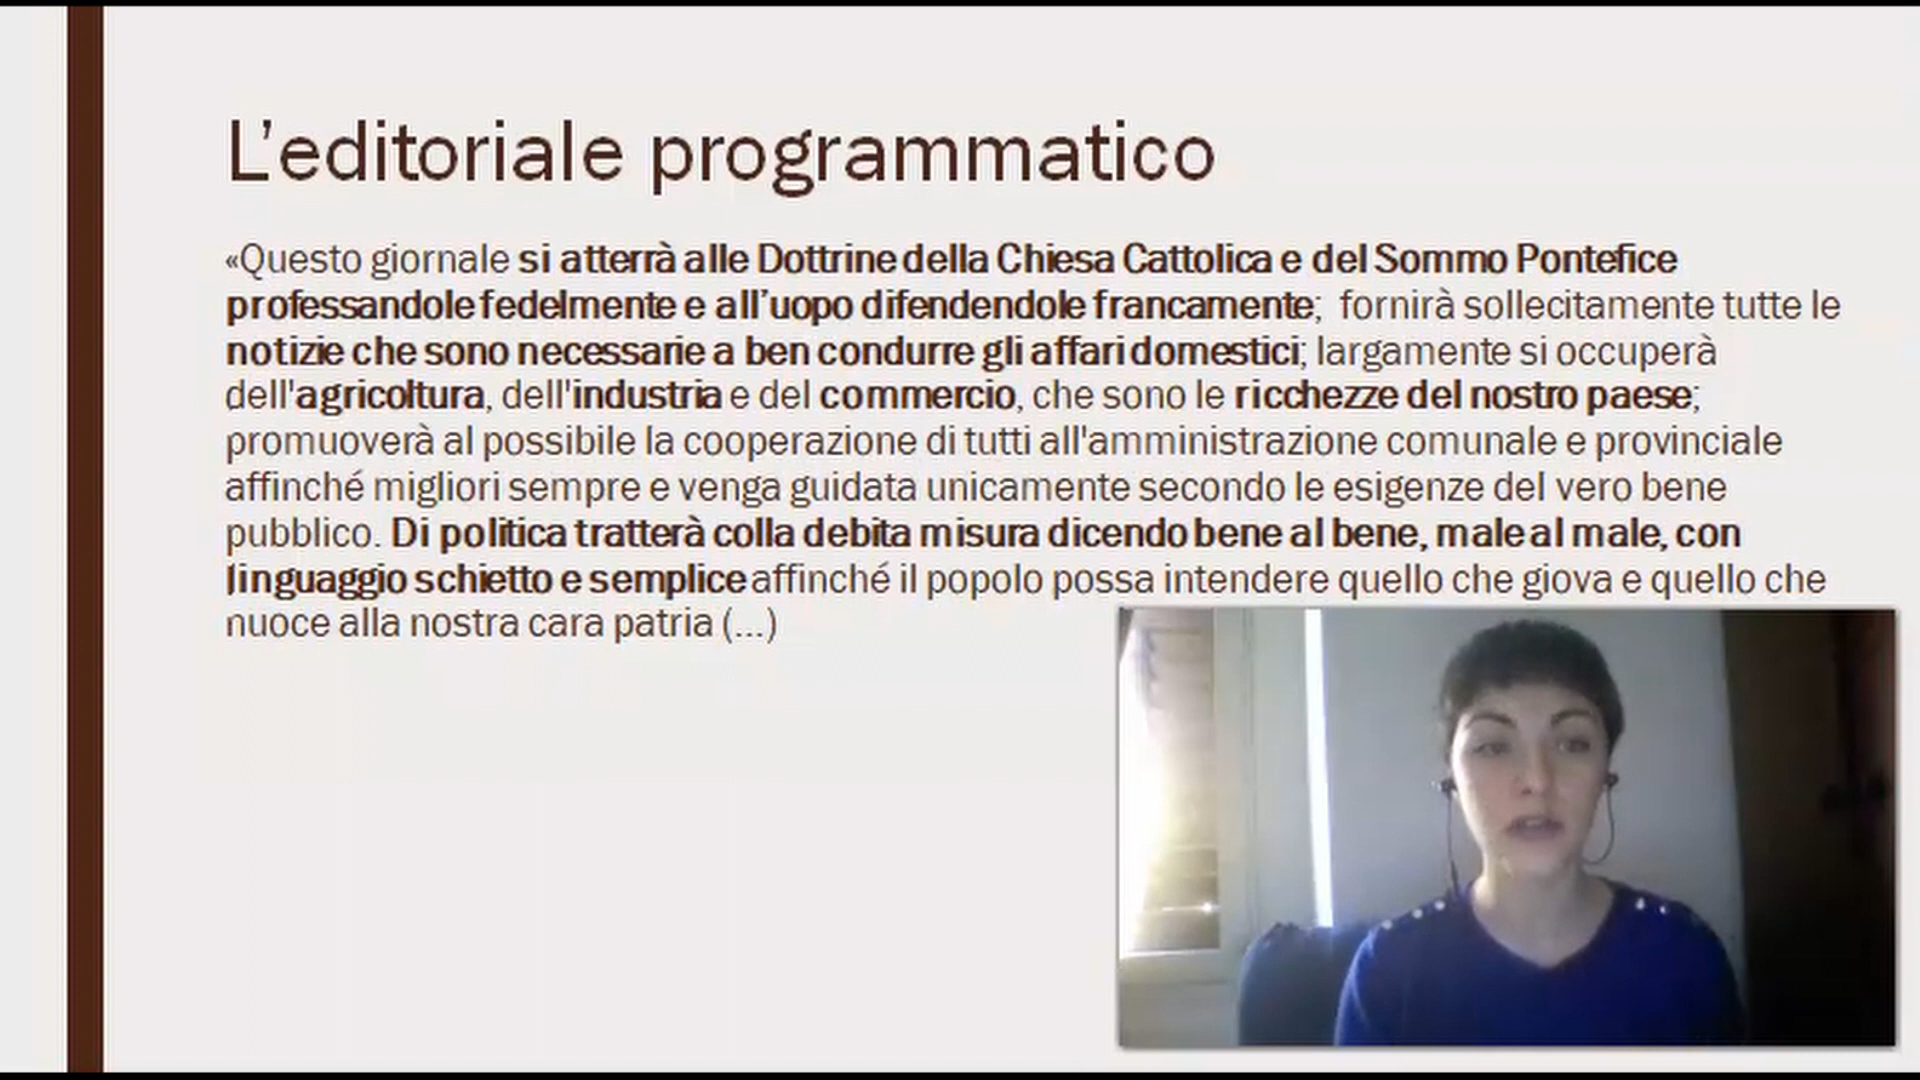 L’editoriale programmatico
«Questo giornale si atterrà alle Dottrine della Chiesa Cattolica e del Sommo Pontefice
professandole fedelmente e all’uopo difendendole francamente; fornirà sollecitamente tutte le
notizie che sono necessarie a ben condurre gli affari domestici; largamente si occuperà
dell'agricoltura, dell'industria e del commercio, che sono le ricchezze del nostro paese;
promuoverà al possibile la cooperazione di tutti all'amministrazione comunale e provinciale
affinché migliori sempre e venga guidata unicamente secondo le esigenze del vero bene
pubblico. Di politica tratterà colla debita misura dicendo bene al bene, male al male, con
linguaggio schietto e semplice affinché il popolo possa intendere quello che giova e quello che
nuoce alla nostra cara patria (...)